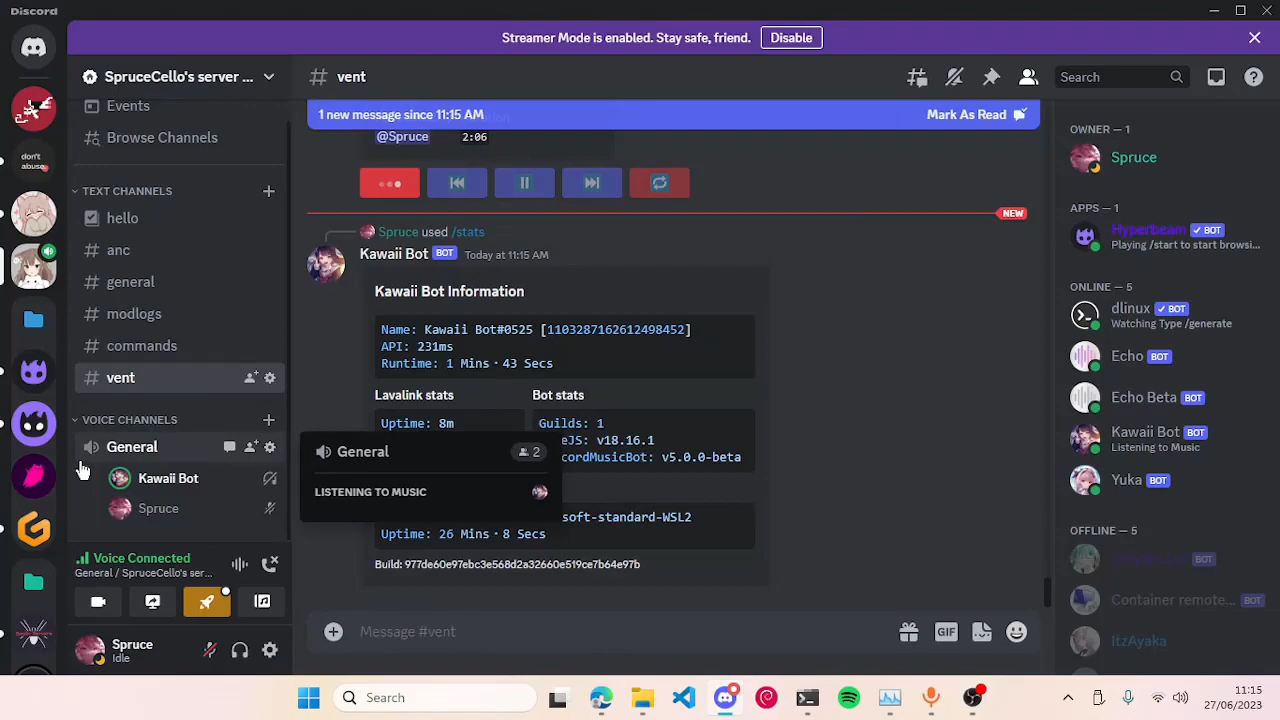 Discord
Streamer Mode is enabled. Stay safe, friend.
Disable
don't
abuse.
SpruceCello's server ...
Events
Browse Channels
TEXT CHANNELS
hello
anc
general
modlogs
commands
vent
VOICE CHANNELS
General
Kawaii Bot
Spruce
Voice Connected
General / SpruceCello's ser...
Spruce
Idle
vent
Search
1 new message since 11:15 AM
Mark As Read
@Spruce 2:06
NEW
Spruce used /stats
Kawaii Bot BOT Today at 11:15 AM
Kawaii Bot Information
Name: Kawaii Bot#0525 [1103287162612498452]
API: 231ms
Runtime: 1 Mins · 43 Secs
Lavalink stats
Bot stats
Uptime: 8m
Guilds: 1
eJS: v18.16.1
cordMusicBot: v5.0.0-beta
General
2
LISTENING TO MUSIC
soft-standard-WSL2
Uptime: 26 Mins · 8 Secs
Build: 977de60e97ebc3e568d2a32660e519ce7b64e97b
Message #vent
GIF
OWNER — 1
Spruce
APPS — 1
Hyperbeam BOT
Playing /start to start browsi...
ONLINE — 5
dlinux BOT
Watching Type /generate
Echo BOT
Echo Beta BOT
Kawaii Bot BOT
Listening to Music
Yuka BOT
OFFLINE — 5
BOT
Container remote... BOT
ItzAyaka
Search
11:15
27/06/2023